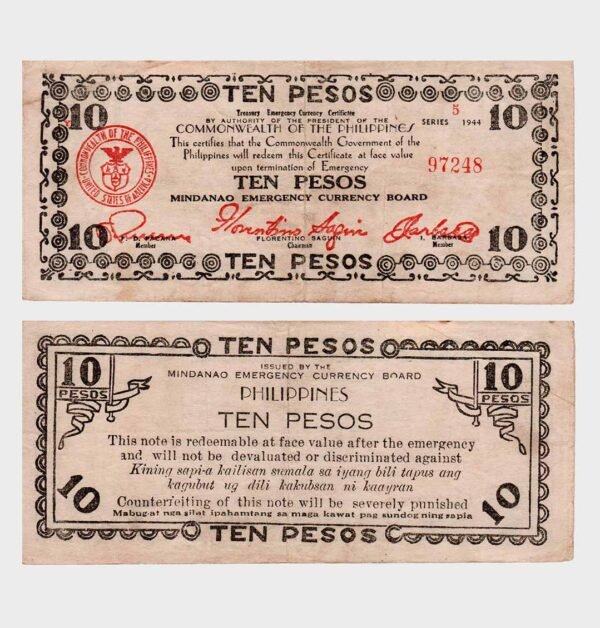 TEN PESOS
10 10
Treasury Emergency Currency Certificate
BY AUTHORITY OF THE PRESIDENT OF THE
COMMONWEALTH OF THE PHILIPPINES
5
SERIES 1944
This certifies that the Commonwealth Government of the
Philippines will redeem this Certificate at face value
upon termination of Emergency
97248
TEN PESOS
MINDANAO EMERGENCY CURRENCY BOARD
COMMONWEALTH OF THE PHILIPPINES
UNITED STATES OF AMERICA
Florentino Saguin
10 10
Member
FLORENTINO SAGUIN
Chairman
Member
TEN PESOS
TEN PESOS
10 PESOS
10 PESOS
ISSUED BY THE
MINDANAO EMERGENCY CURRENCY BOARD
PHILIPPINES
TEN PESOS
This note is redeemable at face value after the emergency
and will not be devaluated or discriminated against
Kining sapi-a kailisan sumala sa iyang bili tapus ang
kagubut ug dili kakubsan ni kaayran
10 10
Counterfeiting of this note will be severely punished
Mabug-at nga silat ipahamtang sa maga kawat pag sundog ning sapia
TEN PESOS